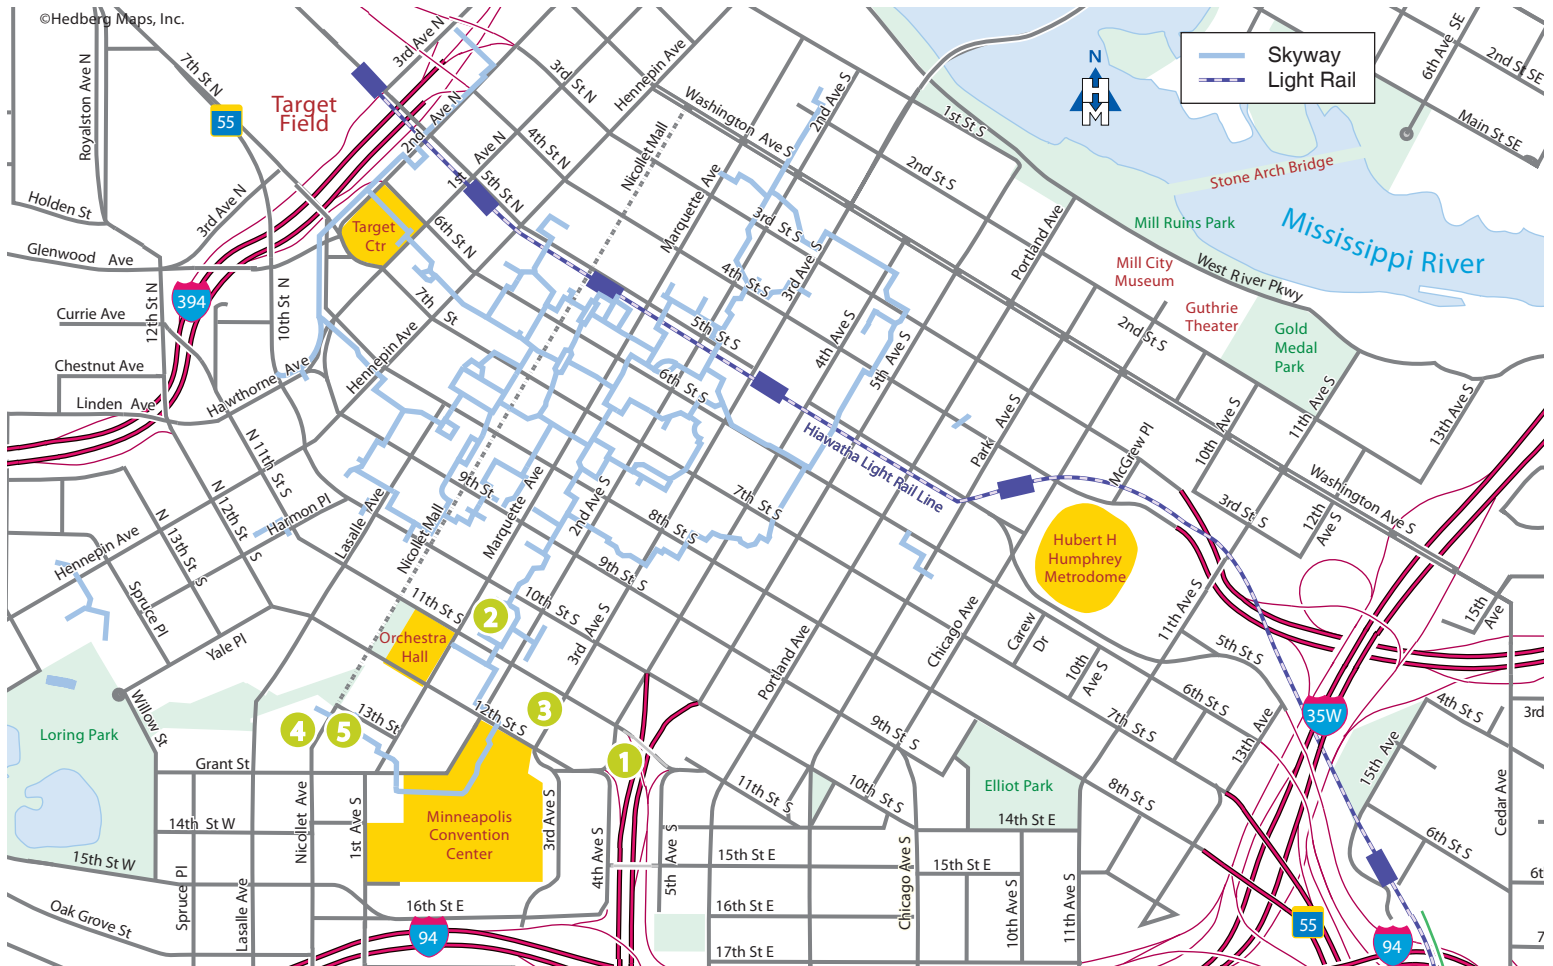 ©Hedberg Maps, Inc.
Skyway
Light Rail
N
H
M
Royalston Ave N
7th St N
55
Target
Field
3rd Ave N
2nd Ave N
1st Ave N
5th St N
4th St N
3rd St N
Hennepin Ave
Nicollet Mall
Washington Ave S
Marquette Ave
2nd Ave S
1st St S
2nd St S
6th Ave SE
2nd St SE
Main St SE
Stone Arch Bridge
Mississippi River
Mill Ruins Park
West River Pkwy
Mill City
Museum
Guthrie
Theater
Gold
Medal
Park
Portland Ave
2nd St S
3rd St S
3rd Ave S
4th St S
Holden St
3rd Ave N
Glenwood Ave
Target
Ctr
6th St N
7th St
394
12th St N
10th St N
Currie Ave
Chestnut Ave
Linden Ave
Hawthorne Ave
Hennepin Ave
5th St S
6th St S
4th Ave S
5th Ave S
Hiawatha Light Rail Line
Park Ave S
McGrew Pl
10th Ave S
11th Ave S
13th Ave S
Washington Ave S
3rd St S
12th
Ave S
N 11th St S
N 12th St S
N 13th St S
Harmon Pl
Hennepin Ave
Spruce Pl
Yale Pl
Lasalle Ave
Nicollet Mall
9th St
Marquette Ave
2nd Ave S
7th St S
8th St S
9th St S
10th St S
11th St S
3rd Ave S
Hubert H
Humphrey
Metrodome
11th Ave S
15th
Ave
5th St S
Chicago Ave
Carew
Dr
10th
Ave S
6th St S
7th St S
Portland Ave
Orchestra
Hall
2
3
4
5
1
12th St S
13th St
Willow St
Loring Park
Grant St
9th St S
10th St S
11th St S
Elliot Park
14th St E
8th St S
13th Ave S
35W
15th Ave S
4th St S
3rd
Cedar Ave
6th St S
Minneapolis
Convention
Center
14th St W
15th St W
Nicollet Ave
1st Ave S
3rd Ave S
4th Ave S
5th Ave S
15th St E
15th St E
Chicago Ave S
Spruce Pl
Lasalle Ave
16th St E
16th St E
10th Ave S
11th Ave S
Oak Grove St
94
17th St E
55
94